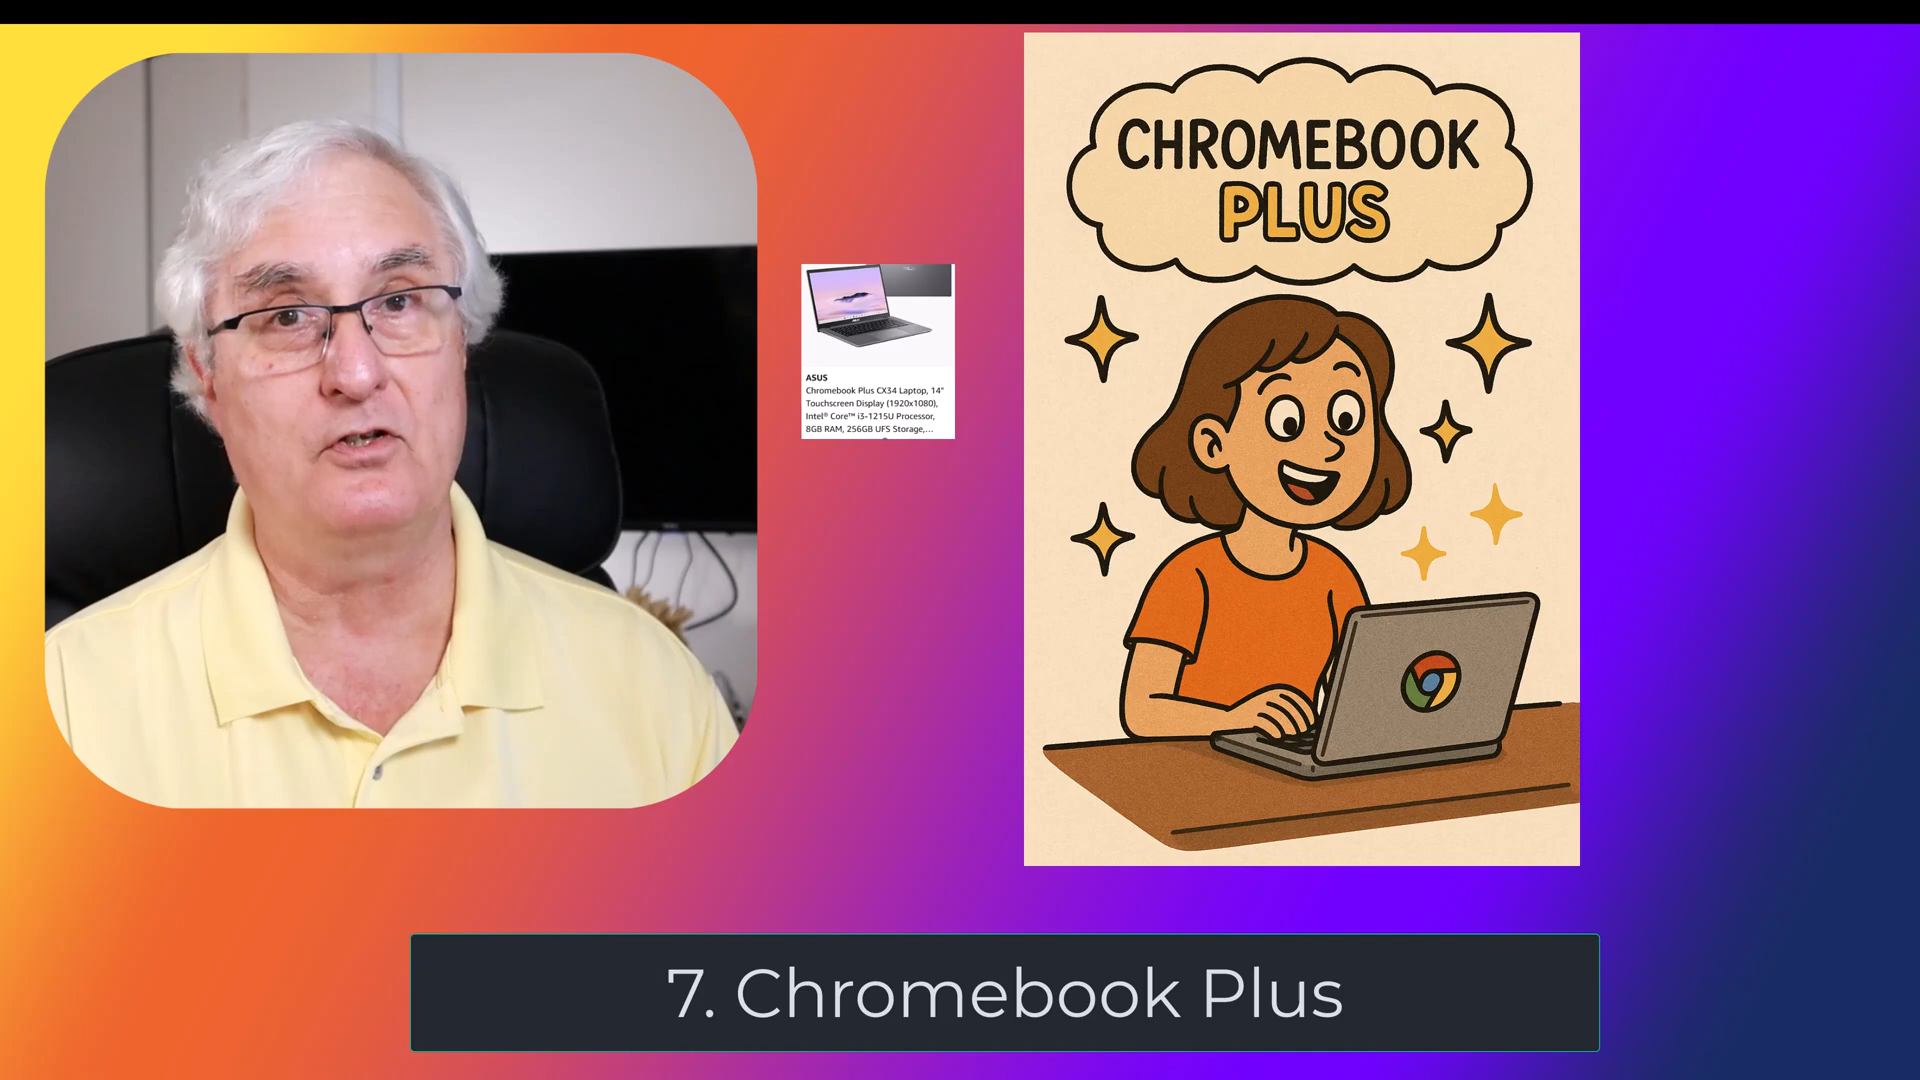 CHROMEBOOK
PLUS
ASUS
Chromebook Plus CX34 Laptop, 14"
Touchscreen Display (1920x1080),
Intel® Core™ i3-1215U Processor,
8GB RAM, 256GB UFS Storage,...
7. Chromebook Plus